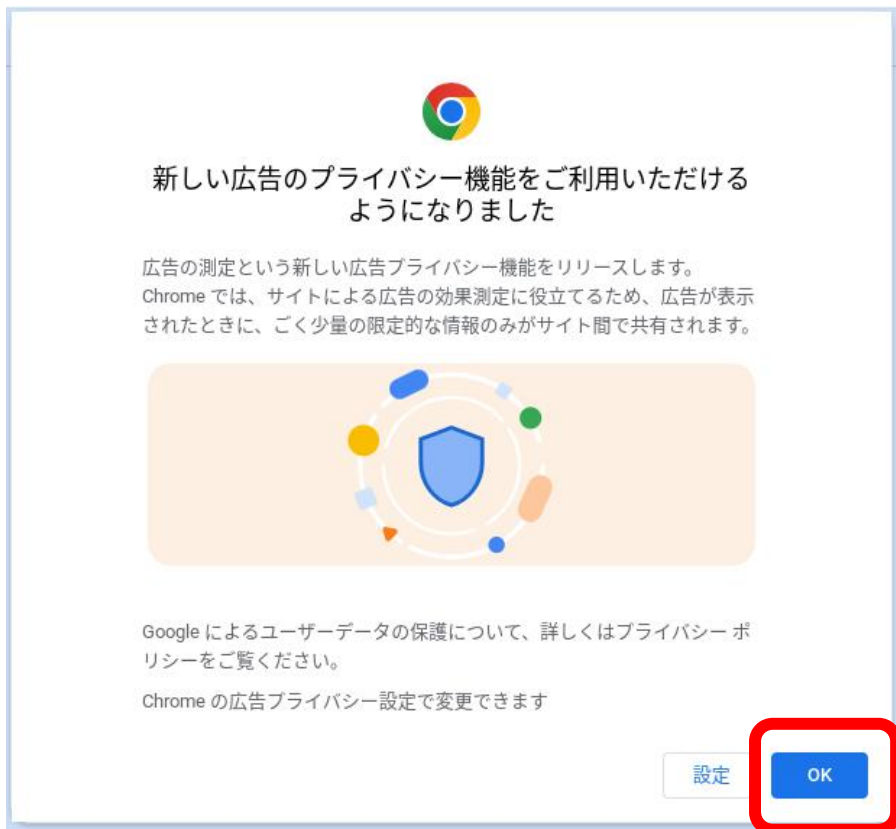 新しい広告のプライバシー機能をご利用いただける
ようになりました
広告の測定という新しい広告プライバシー機能をリリースします。
Chrome では、サイトによる広告の効果測定に役立てるため、広告が表示
されたときに、ごく少量の限定的な情報のみがサイト間で共有されます。
Google によるユーザーデータの保護について、詳しくはプライバシー ポ
リシーをご覧ください。
Chrome の広告プライバシー設定で変更できます
設定
OK